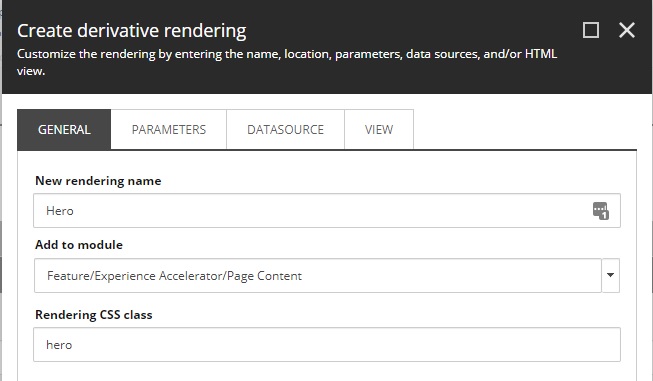 Create derivative rendering
Customize the rendering by entering the name, location, parameters, data sources, and/or HTML
view.
GENERAL PARAMETERS DATASOURCE VIEW
New rendering name
Hero
1
Add to module
Feature/Experience Accelerator/Page Content
Rendering CSS class
hero